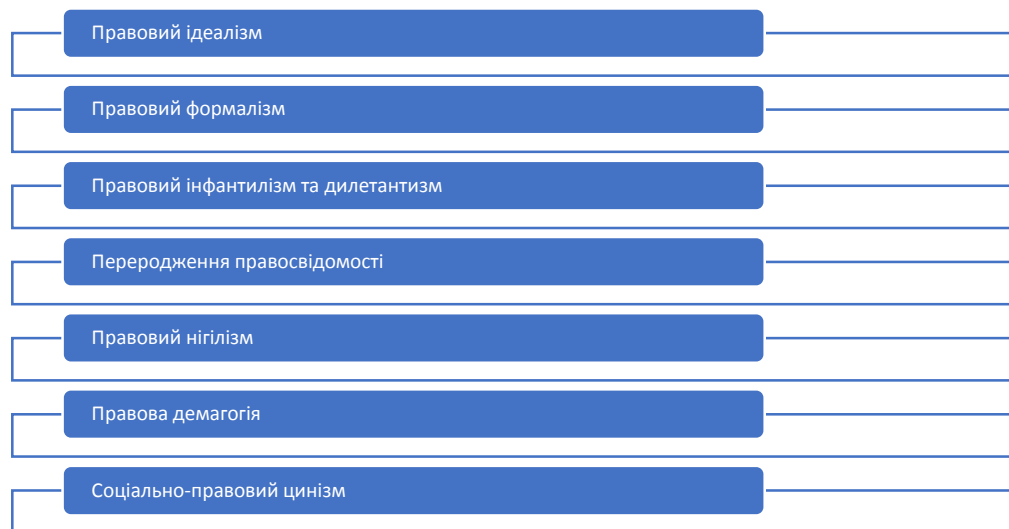 Правовий ідеалізм
Правовий формалізм
Правовий інфантилізм та дилетантизм
Переродження правосвідомості
Правовий нігілізм
Правова демагогія
Соціально-правовий цинізм